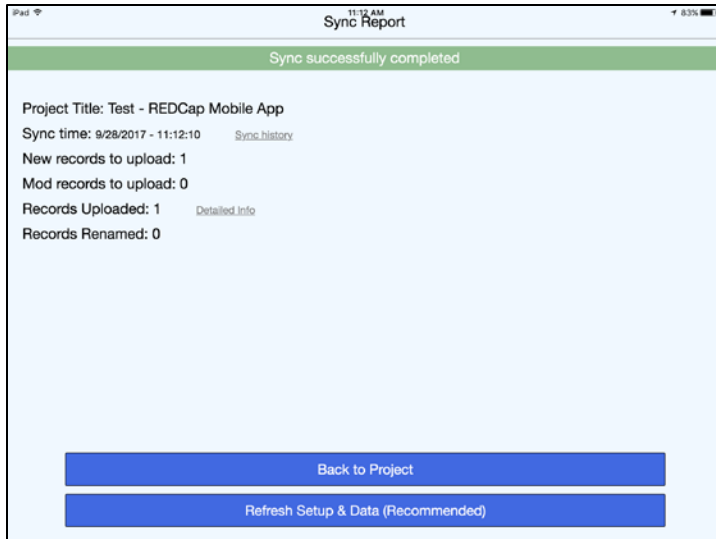 iPad 11:12 AM 83%
Sync Report
Sync successfully completed
Project Title: Test - REDCap Mobile App
Sync time: 9/28/2017 - 11:12:10 Sync history
New records to upload: 1
Mod records to upload: 0
Records Uploaded: 1 Detailed Info
Records Renamed: 0
Back to Project
Refresh Setup & Data (Recommended)